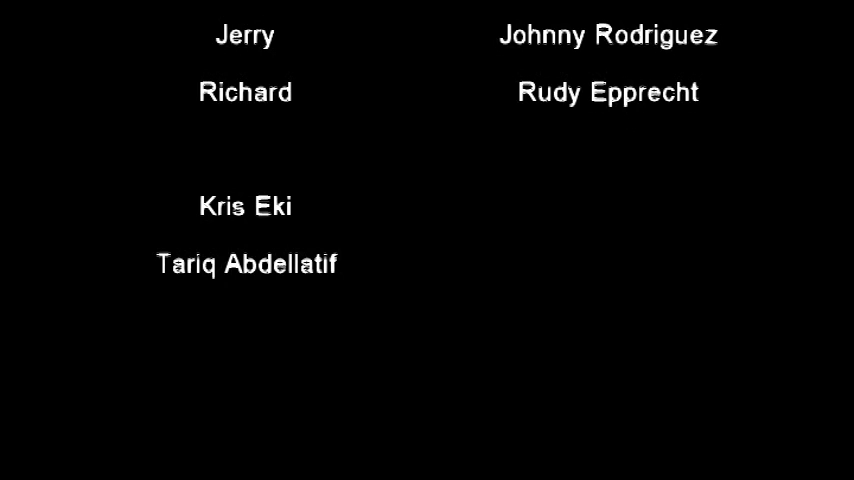 Jerry Johnny Rodriguez
Richard Rudy Epprecht
Kris Eki
Tariq Abdellatif